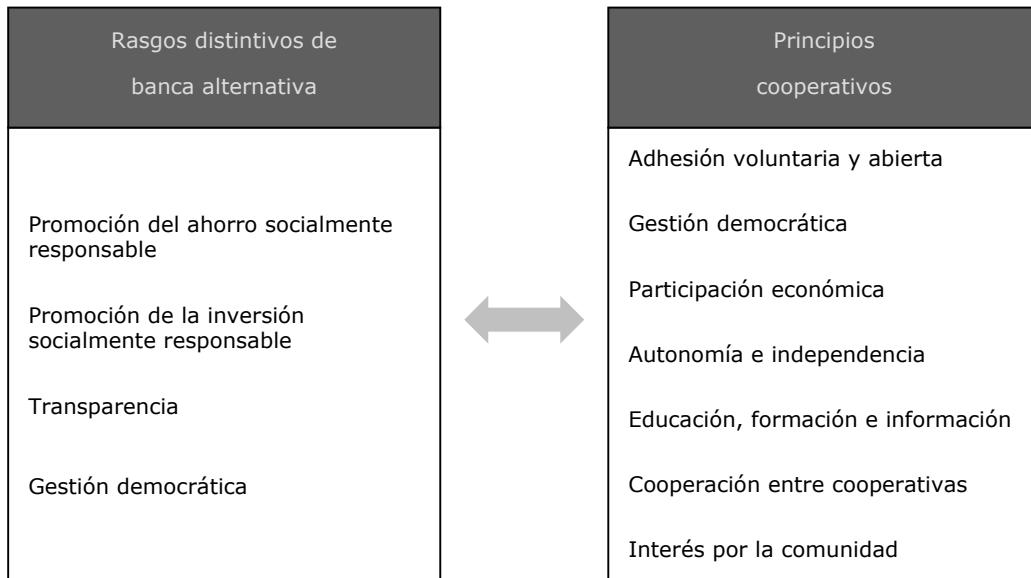 Rasgos distintivos de
banca alternativa
Promoción del ahorro socialmente
responsable
Promoción de la inversión
socialmente responsable
Transparencia
Gestión democrática
Principios
cooperativos
Adhesión voluntaria y abierta
Gestión democrática
Participación económica
Autonomía e independencia
Educación, formación e información
Cooperación entre cooperativas
Interés por la comunidad